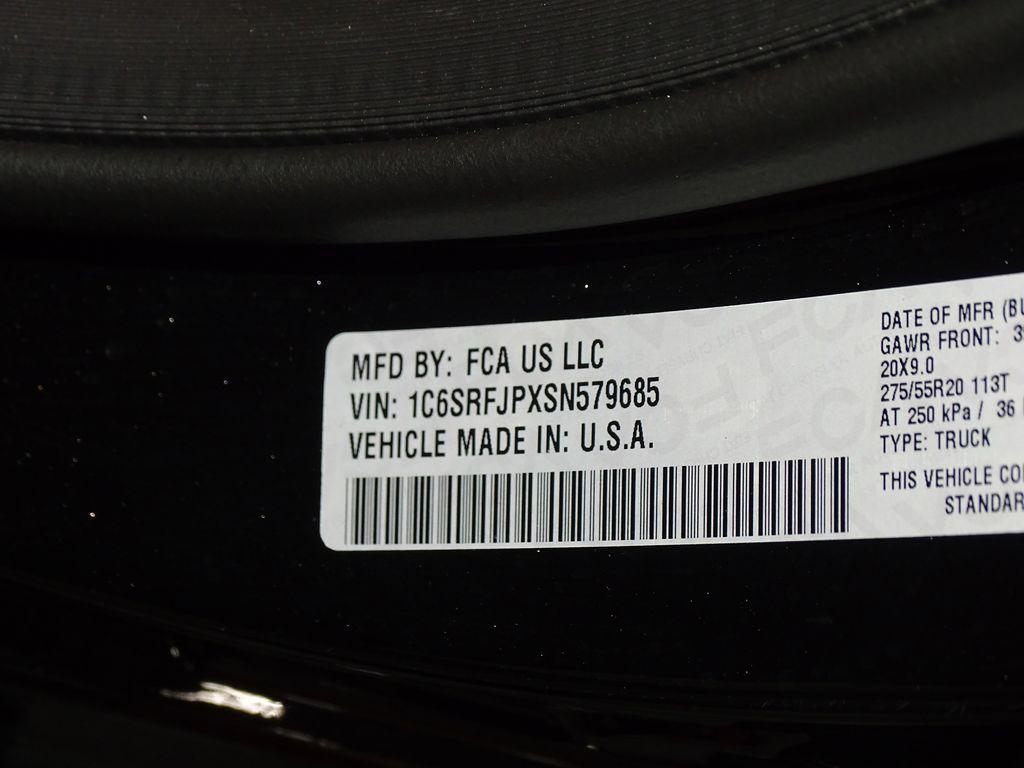 MFD BY: FCA US LLC
VIN: 1C6SRFJPXSN579685
VEHICLE MADE IN: U.S.A.
DATE OF MFR
GAWR FRONT:
20X9.0
275/55R20 113T
AT 250 kPa / 36
TYPE: TRUCK
THIS VEHICLE